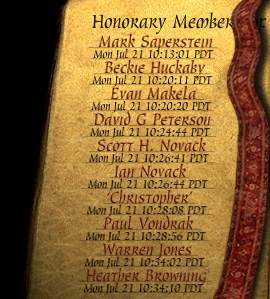 Honorary Member
Mark Saperstein
Mon Jul 21 10:13:01 PDT
Beckie Huckaby
Mon Jul 21 10:20:11 PDT
Evan Makela
Mon Jul 21 10:20:20 PDT
David G Peterson
Mon Jul 21 10:24:44 PDT
Scott H. Novack
Mon Jul 21 10:26:41 PDT
Ian Novack
Mon Jul 21 10:26:44 PDT
'Christopher'
Mon Jul 21 10:28:08 PDT
Paul Vondrak
Mon Jul 21 10:28:56 PDT
Warren Jones
Mon Jul 21 10:34:02 PDT
Heather Browning
Mon Jul 21 10:34:10 PDT